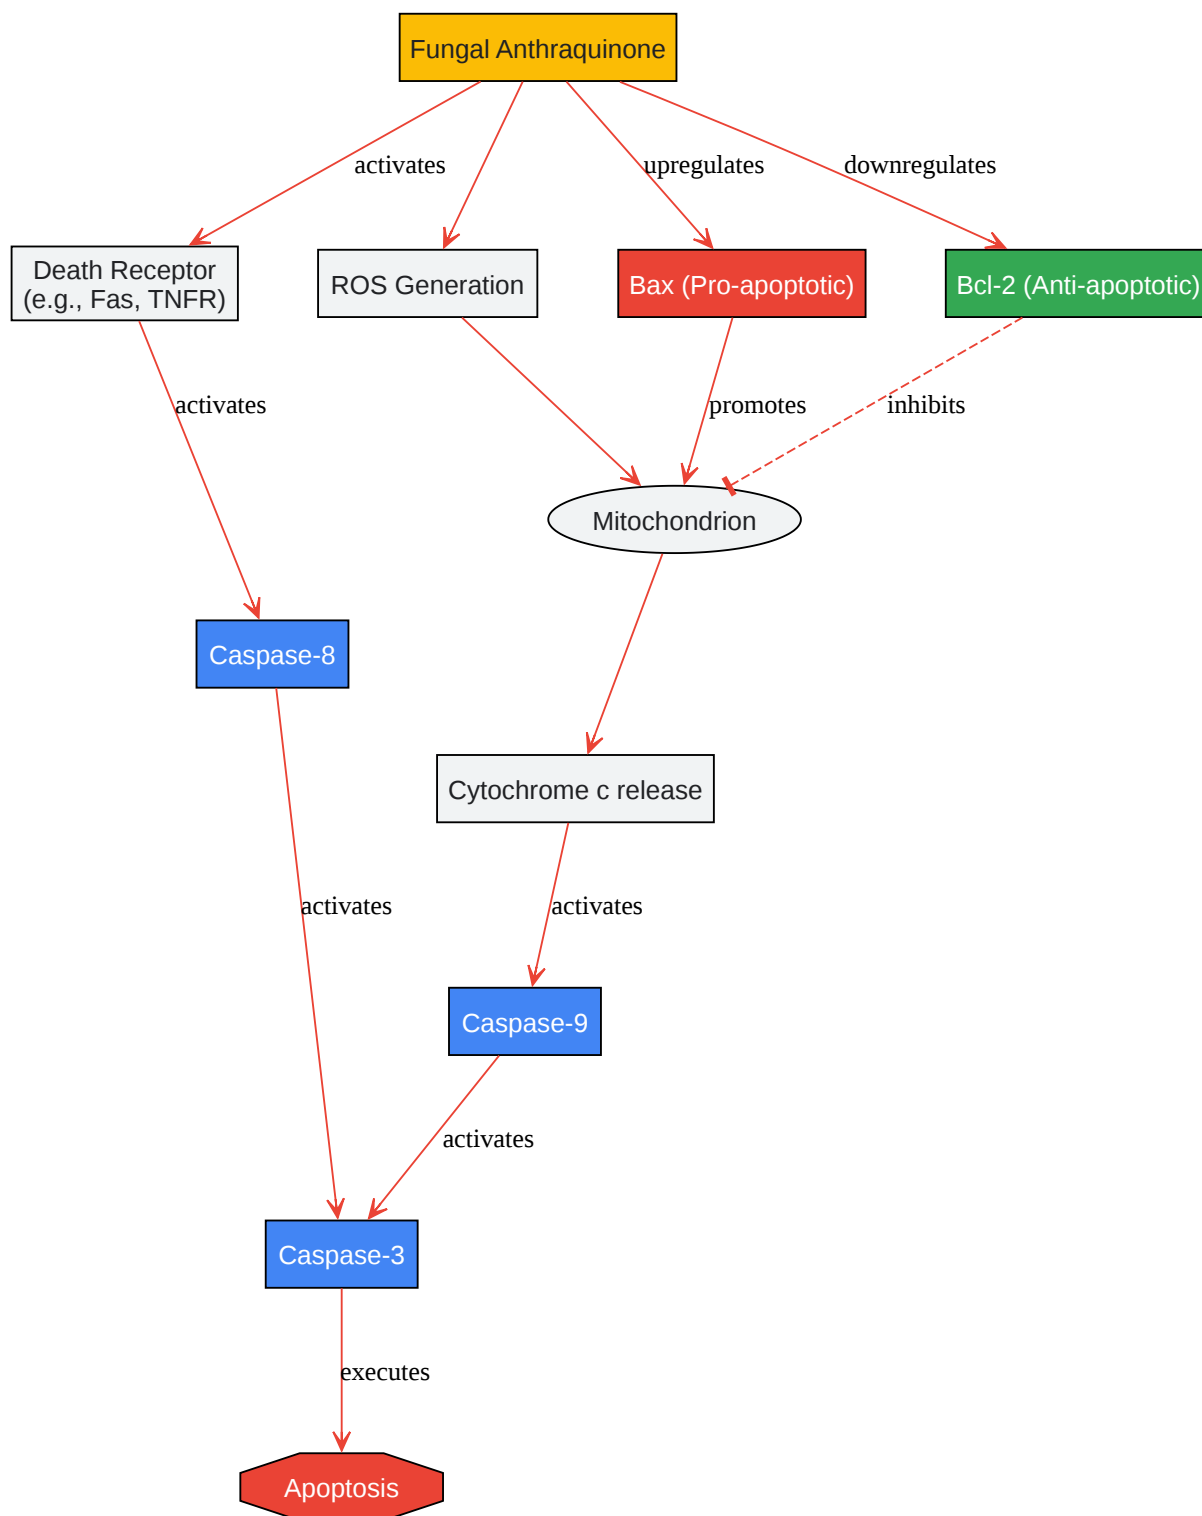 Fungal Anthraquinone
activates
upregulates
downregulates
Death Receptor
(e.g., Fas, TNFR)
ROS Generation
Bax (Pro-apoptotic)
Bcl-2 (Anti-apoptotic)
activates
promotes
inhibits
Mitochondrion
Caspase-8
Cytochrome c release
activates
activates
Caspase-9
activates
Caspase-3
executes
Apoptosis